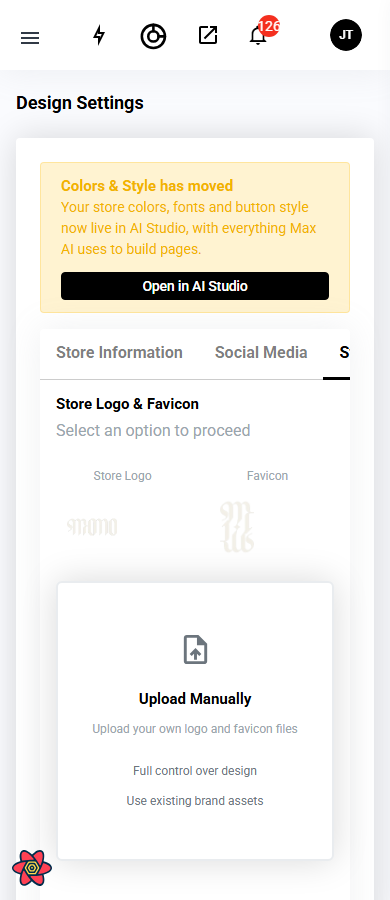 126
JT
Design Settings
Colors & Style has moved
Your store colors, fonts and button style
now live in AI Studio, with everything Max
AI uses to build pages.
Open in AI Studio
Store Information
Social Media
S
Store Logo & Favicon
Select an option to proceed
Store Logo
Favicon
mono
Upload Manually
Upload your own logo and favicon files
Full control over design
Use existing brand assets